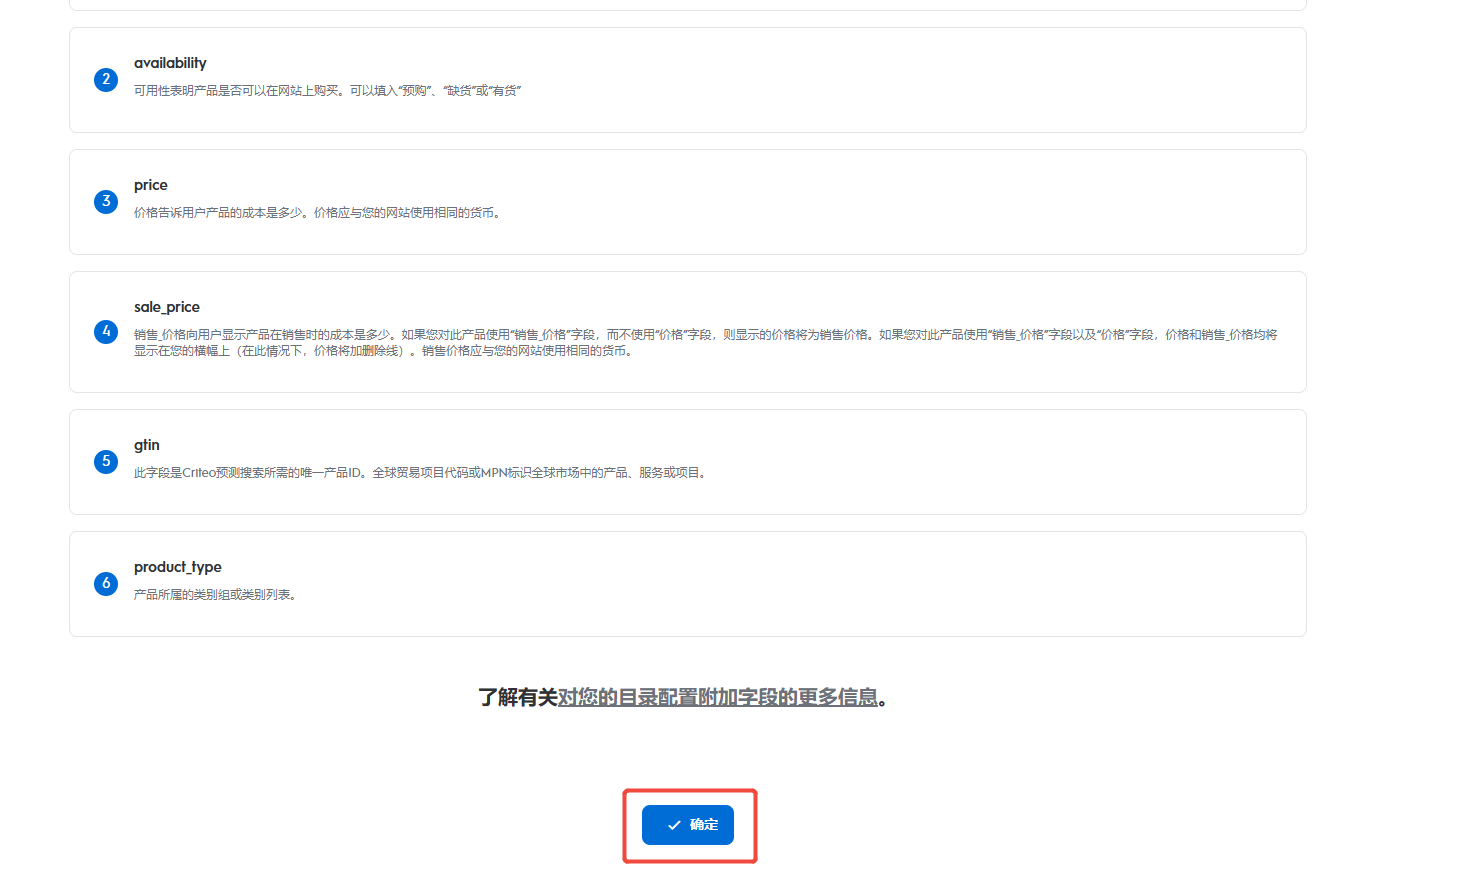 availability
2
可用性表明产品是否可以在网站上购买。可以填入“预购”、“缺货”或“有货”
price
3
价格告诉用户产品的成本是多少。价格应与您的网站使用相同的货币。
sale_price
4
销售_价格向用户显示产品在销售时的成本是多少。如果您对此产品使用“销售_价格”字段，而不使用“价格”字段，则显示的价格将为销售价格。如果您对此产品使用“销售_价格”字段以及“价格”字段，价格和销售_价格均将
显示在您的横幅上（在此情况下，价格将加删除线）。销售价格应与您的网站使用相同的货币。
gtin
5
此字段是Criteo预测搜索所需的唯一产品ID。全球贸易项目代码或MPN标识全球市场中的产品、服务或项目。
product_type
6
产品所属的类别组或类别列表。
了解有关对您的目录配置附加字段的更多信息。
确定